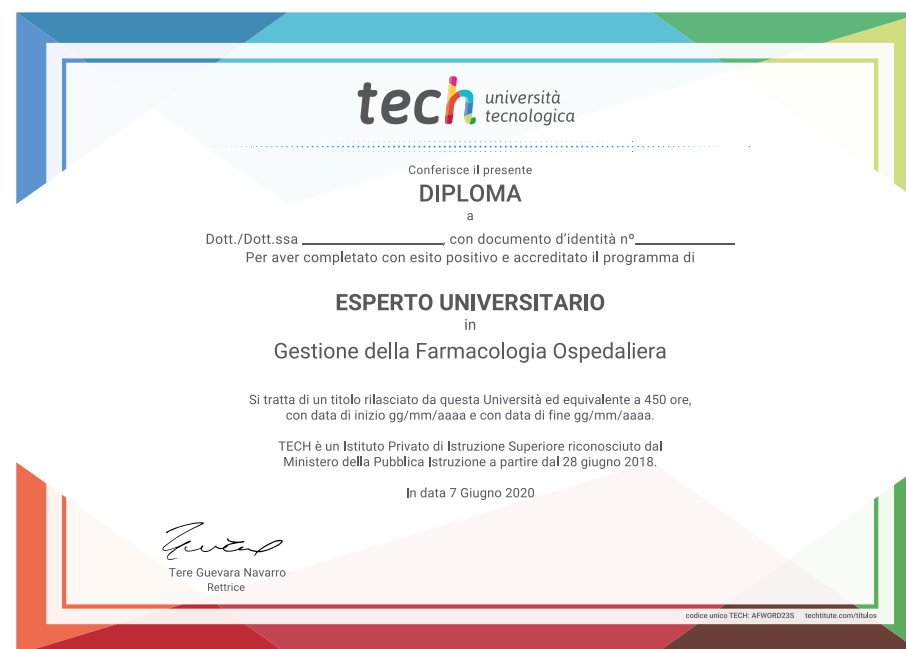 tech università
tecnologica
Conferisce il presente
DIPLOMA
a
Dott./Dott.ssa ____________________, con documento d'identità nº______________
Per aver completato con esito positivo e accreditato il programma di
ESPERTO UNIVERSITARIO
in
Gestione della Farmacologia Ospedaliera
Si tratta di un titolo rilasciato da questa Università ed equivalente a 450 ore,
con data di inizio gg/mm/aaaa e con data di fine gg/mm/aaaa.
TECH è un Istituto Privato di Istruzione Superiore riconosciuto dal
Ministero della Pubblica Istruzione a partire dal 28 giugno 2018.
In data 7 Giugno 2020
Tere Guevara Navarro
Rettrice
codice unico TECH: AFWORD23S techtitute.com/titulos